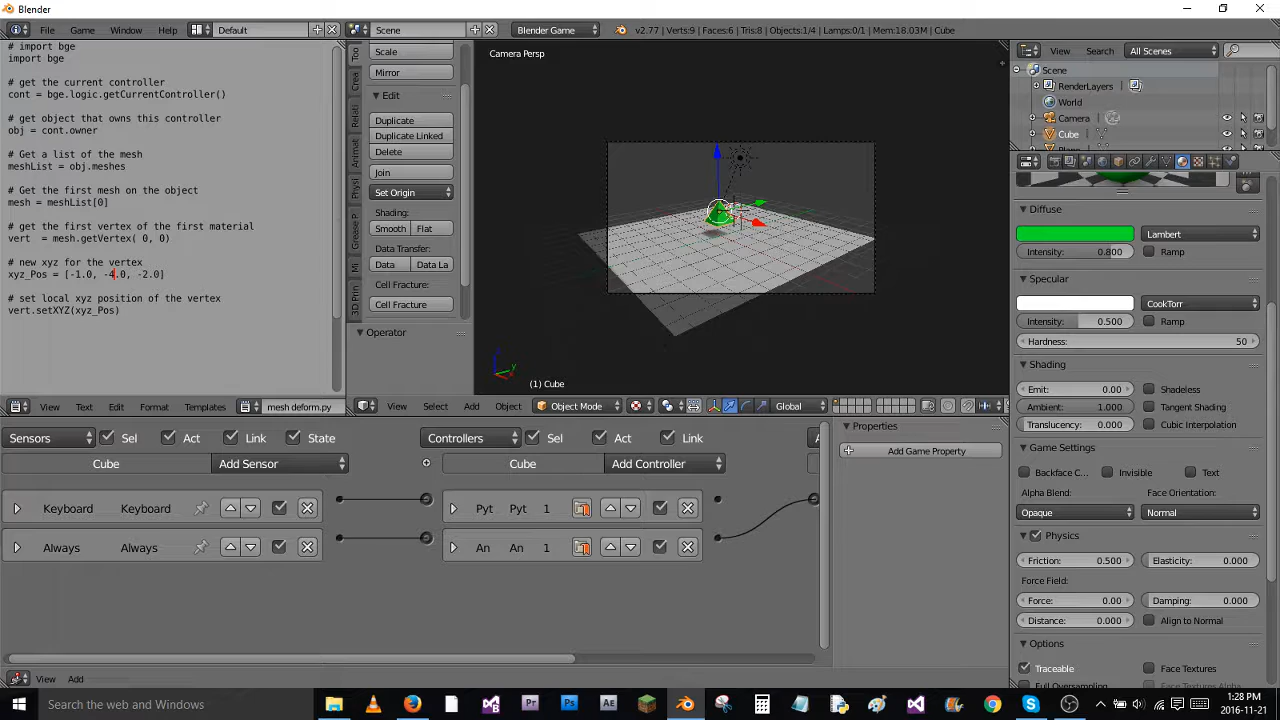 Blender
File Game Window Help Default Scene Blender Game v2.77 | Verts:9 | Faces:6 | Tris:8 | Objects:1/4 | Lamps:0/1 | Mem:18.03M | Cube
# import bge
import bge
# get the current controller
cont = bge.logic.getCurrentController()
# get object that owns this controller
obj = cont.owner
# Get a list of the mesh
meshList = obj.meshes
# Get the first mesh on the object
mesh = meshList[0]
# get the first vertex of the first material
vert  = mesh.getVertex( 0, 0)
# new xyz for the vertex
xyz_Pos = [-1.0, -4.0, -2.0]
# set local xyz position of the vertex
vert.setXYZ(xyz_Pos)
View Text Edit Format Templates mesh deform.py
Too
Crea
Relati
Animat
Physi
Grease P
Mi
3D Prin
Scale
Mirror
Edit
Duplicate
Duplicate Linked
Delete
Join
Set Origin
Shading:
Smooth Flat
Data Transfer:
Data Data La
Cell Fracture:
Cell Fracture
Operator
Camera Persp
(1) Cube
View Select Add Object Object Mode Global
View Search All Scenes
Scene
RenderLayers
World
Camera
Cube
Diffuse
Lambert
Intensity: 0.800 Ramp
Specular
CookTorr
Intensity: 0.500 Ramp
Hardness: 50
Shading
Emit: 0.00 Shadeless
Ambient: 1.000 Tangent Shading
Translucency: 0.000 Cubic Interpolation
Game Settings
Backface C... Invisible Text
Alpha Blend: Face Orientation:
Opaque Normal
Physics
Friction: 0.500 Elasticity: 0.000
Force Field:
Force: 0.00 Damping: 0.000
Distance: 0.000 Align to Normal
Options
Traceable Face Textures
Sensors Sel Act Link State Controllers Sel Act Link
Cube Add Sensor Cube Add Controller
Keyboard Keyboard Pyt Pyt 1
Always Always An An 1
Properties
Add Game Property
View Add
Search the web and Windows
1:28 PM
2016-11-21